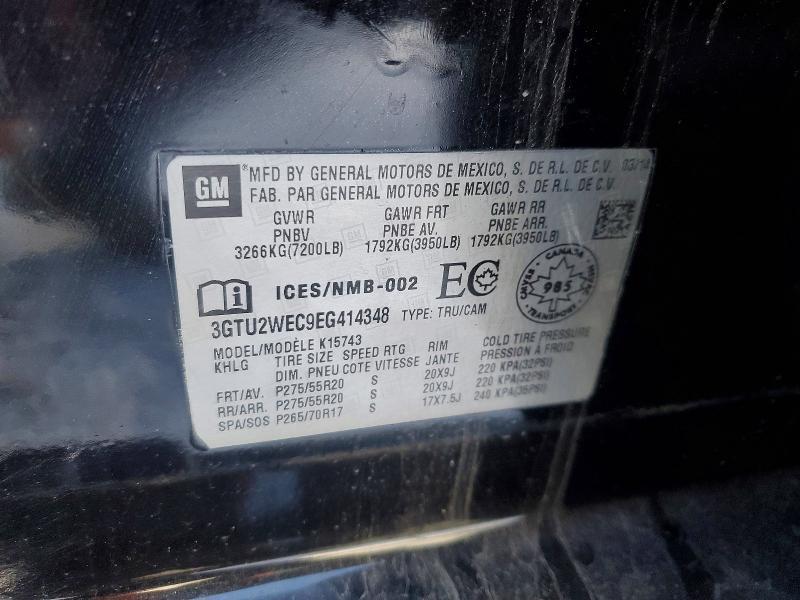 GM
®MFD BY GENERAL MOTORS DE MEXICO, S. DE R.L. DE C.V. 03/14
FAB. PAR GENERAL MOTORS DE MEXICO, S. DE R.L. DE C.V.
GVWR GAWR FRT GAWR RR
PNBV PNBE AV. PNBE ARR.
3266KG(7200LB) 1792KG(3950LB) 1792KG(3950LB)
ICES/NMB-002 EC
CANADA
CMVSS 985 NSVAC
TRANSPORT
3GTU2WEC9EG414348 TYPE: TRU/CAM
MODEL/MODÈLE K15743
KHLG TIRE SIZE SPEED RTG RIM COLD TIRE PRESSURE
DIM. PNEU COTE VITESSE JANTE PRESSION A FROID
FRT/AV. P275/55R20 S 20X9J 220 KPA(32PSI)
RR/ARR. P275/55R20 S 20X9J 220 KPA(32PSI)
SPA/SOS P265/70R17 S 17X7.5J 240 KPA(35PSI)